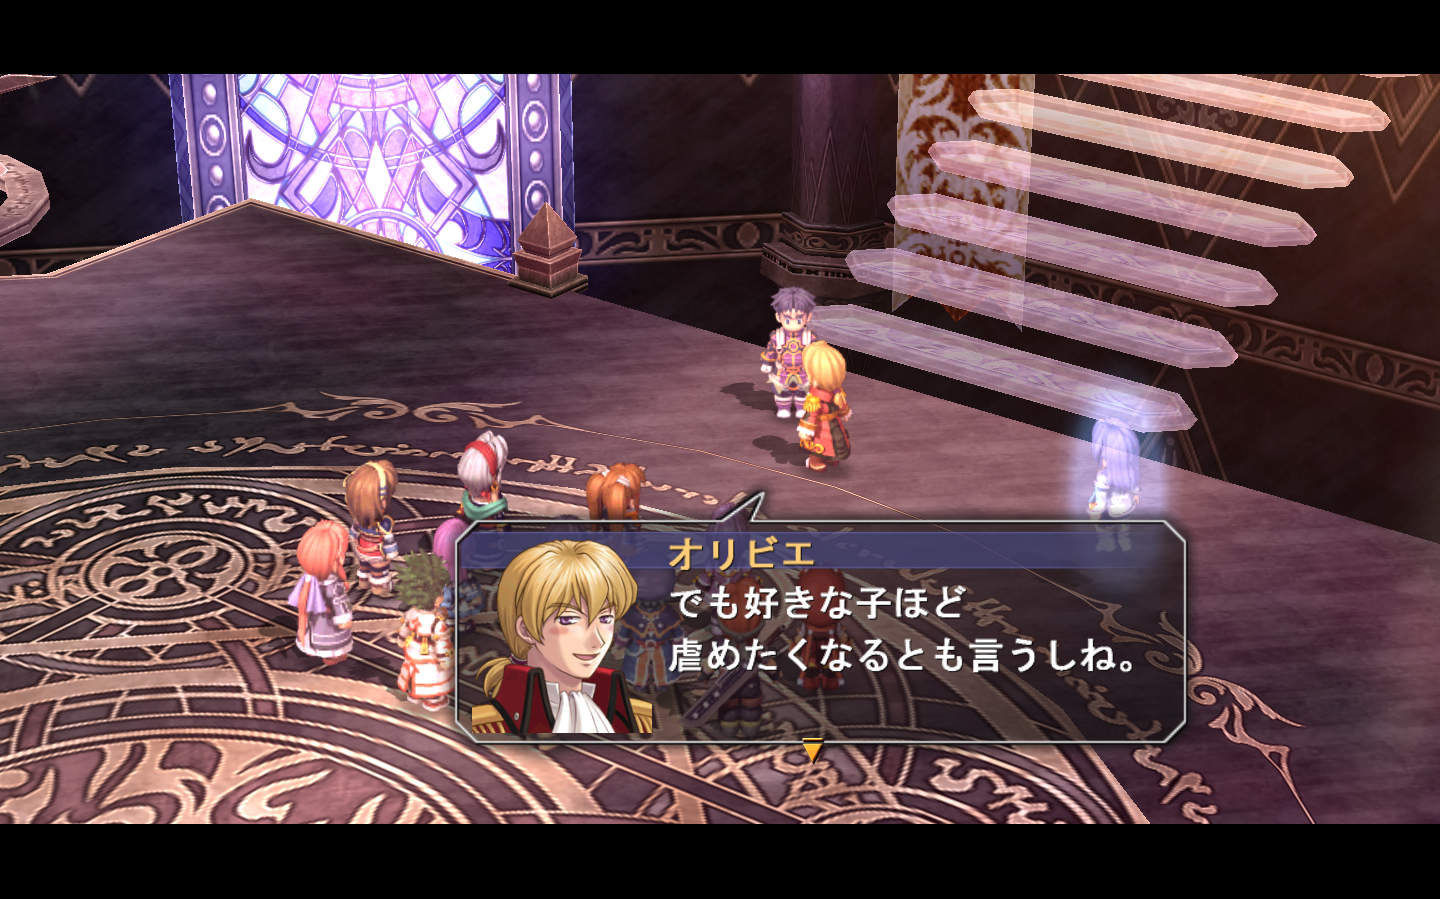 オリビエ
でも好きな子ほど
虐めたくなるとも言うしね。